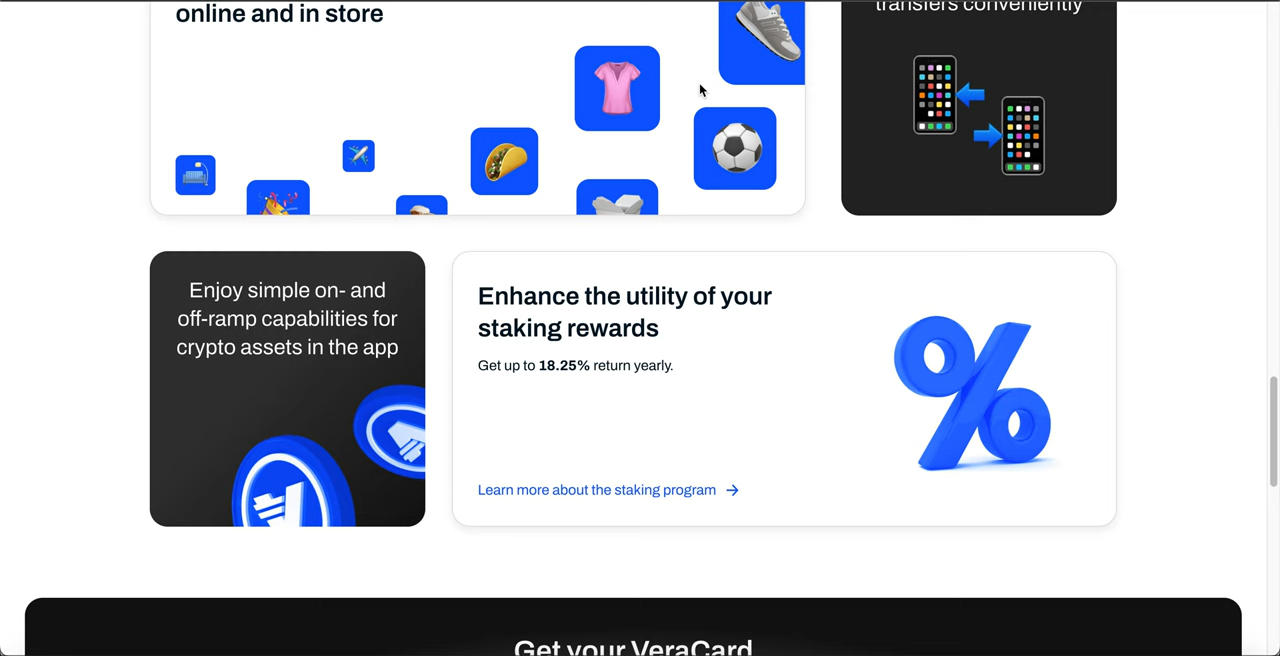 online and in store
transfers conveniently
Enjoy simple on- and
off-ramp capabilities for
crypto assets in the app
Enhance the utility of your
staking rewards
Get up to 18.25% return yearly.
Learn more about the staking program
Get your VeraCard